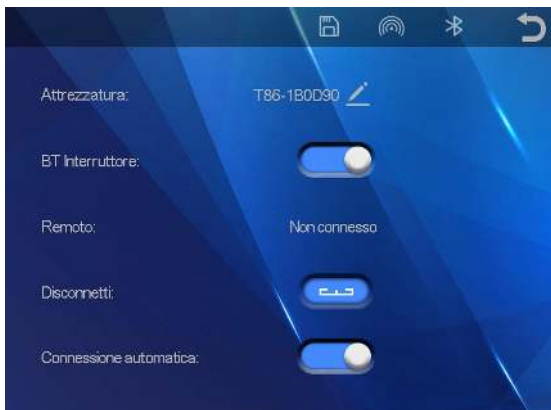 Attrezzatura: T86-1B0D90
BT Interruttore:
Remoto: Non connesso
Disconnetti:
Connessione automatica: